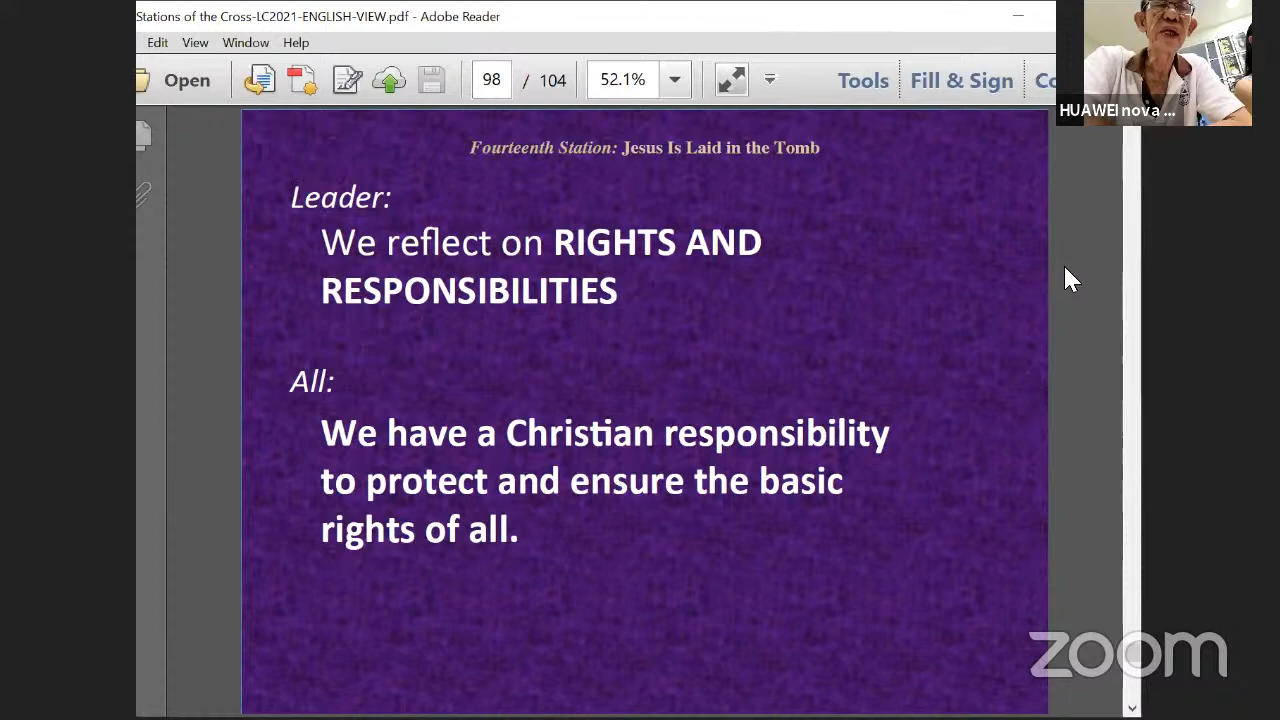 Stations of the Cross-LC2021-ENGLISH-VIEW.pdf - Adobe Reader
Edit View Window Help
Open 98 / 104 52.1% Tools Fill & Sign Co
HUAWEI nova ...
Fourteenth Station: Jesus Is Laid in the Tomb
Leader:
We reflect on RIGHTS AND
RESPONSIBILITIES
All:
We have a Christian responsibility
to protect and ensure the basic
rights of all.
zoom